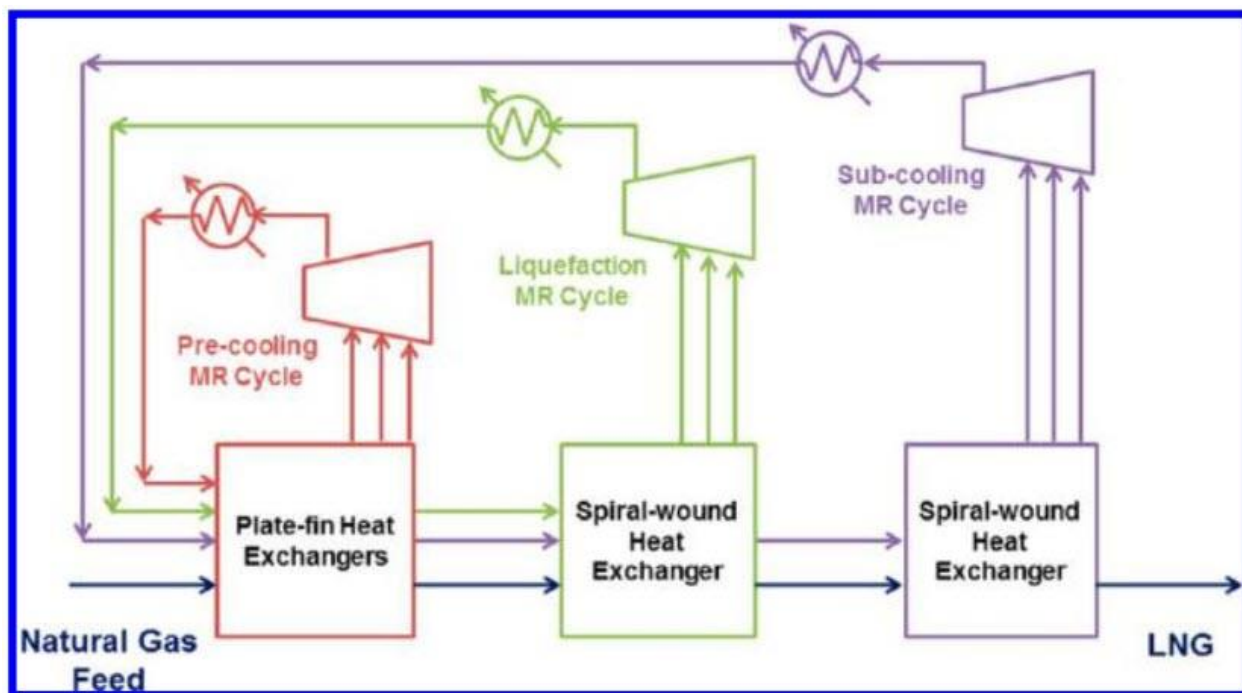 Sub-cooling
MR Cycle
Liquefaction
MR Cycle
Pre-cooling
MR Cycle
Plate-fin Heat
Exchangers
Spiral-wound
Heat
Exchanger
Spiral-wound
Heat
Exchanger
Natural Gas
Feed
LNG